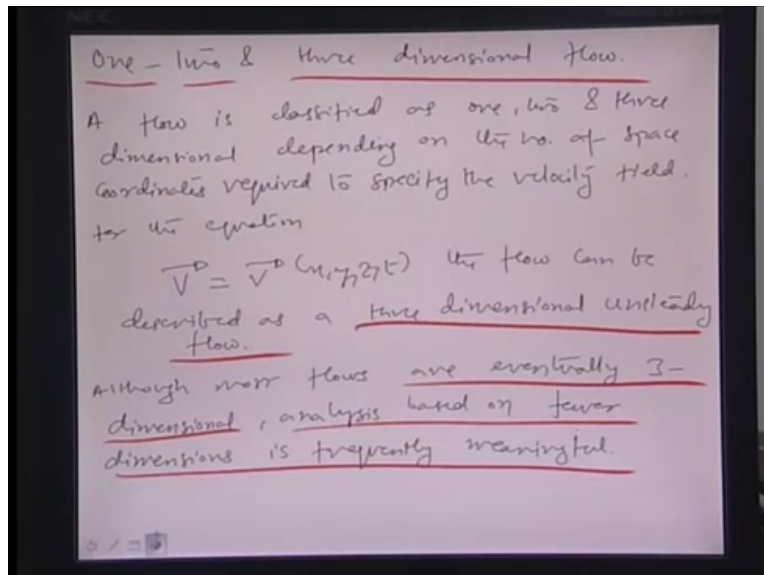 NEC
One - Two & three dimensional flow.
A flow is classified as one, two & three
dimensional depending on the no. of space
coordinates required to specify the velocity field.
for the equation
V = V (x, y, z, t) the flow can be
described as a three dimensional unsteady
flow.
Although most flows are eventually 3-
dimensional, analysis based on fewer
dimensions is frequently meaningful.